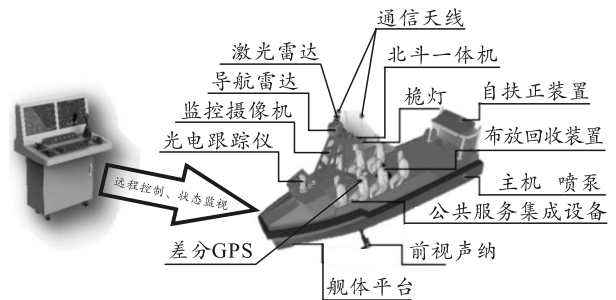 通信天线
激光雷达
北斗一体机
导航雷达
桅灯
自扶正装置
监控摄像机
光电跟踪仪
布放回收装置
远程控制、状态监视
主机 喷泵
公共服务集成设备
差分GPS
前视声纳
舰体平台